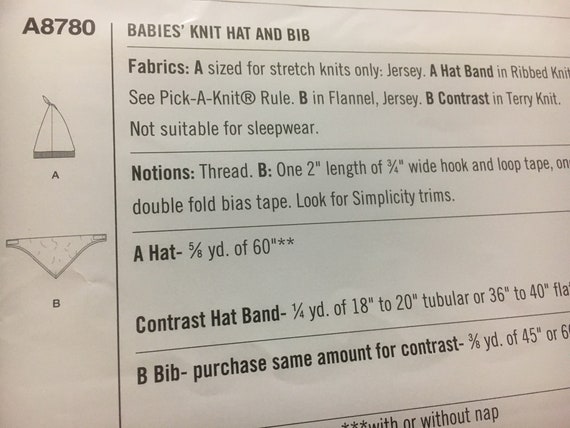 A8780
BABIES' KNIT HAT AND BIB
Fabrics: A sized for stretch knits only: Jersey. A Hat Band in Ribbed Knit
See Pick-A-Knit® Rule. B in Flannel, Jersey. B Contrast in Terry Knit.
Not suitable for sleepwear.
A
Notions: Thread. B: One 2" length of ¾" wide hook and loop tape,
double fold bias tape. Look for Simplicity trims.
A Hat- ⅝ yd. of 60"**
B
Contrast Hat Band- ¼ yd. of 18" to 20" tubular or 36" to 40"
B Bib- purchase same amount for contrast- ⅜ yd. of 45" or
***with or without nap